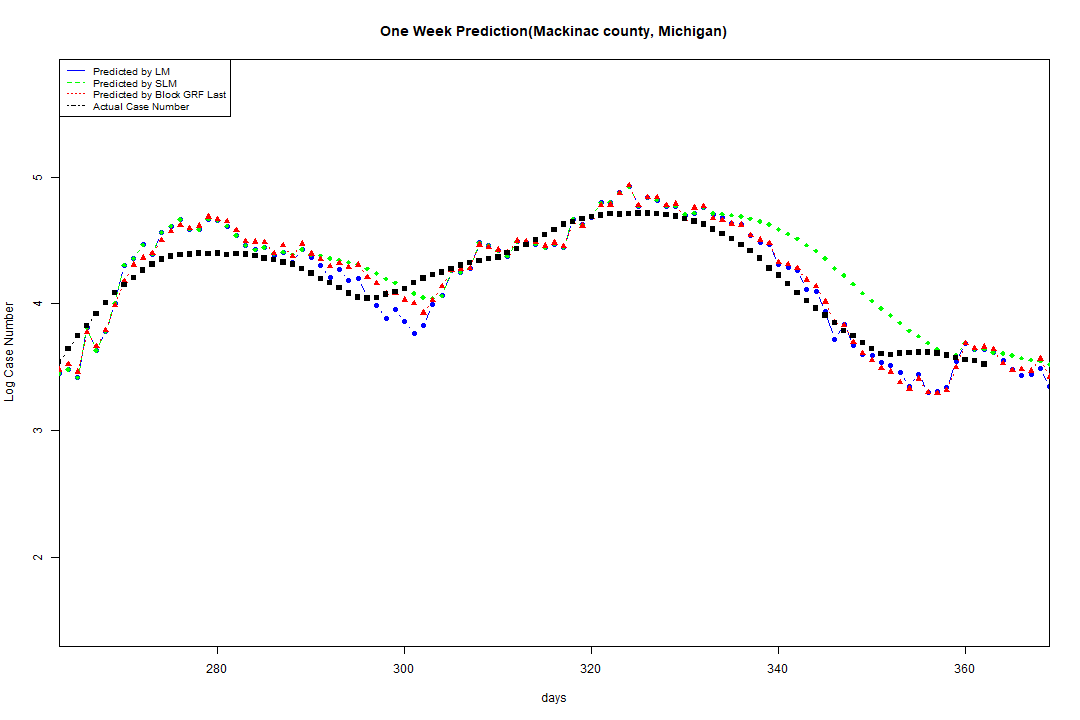 One Week Prediction(Mackinac county, Michigan)
Predicted by LM
Predicted by SLM
Predicted by Block GRF Last
Actual Case Number
5
4
3
2
Log Case Number
280 300 320 340 360
days